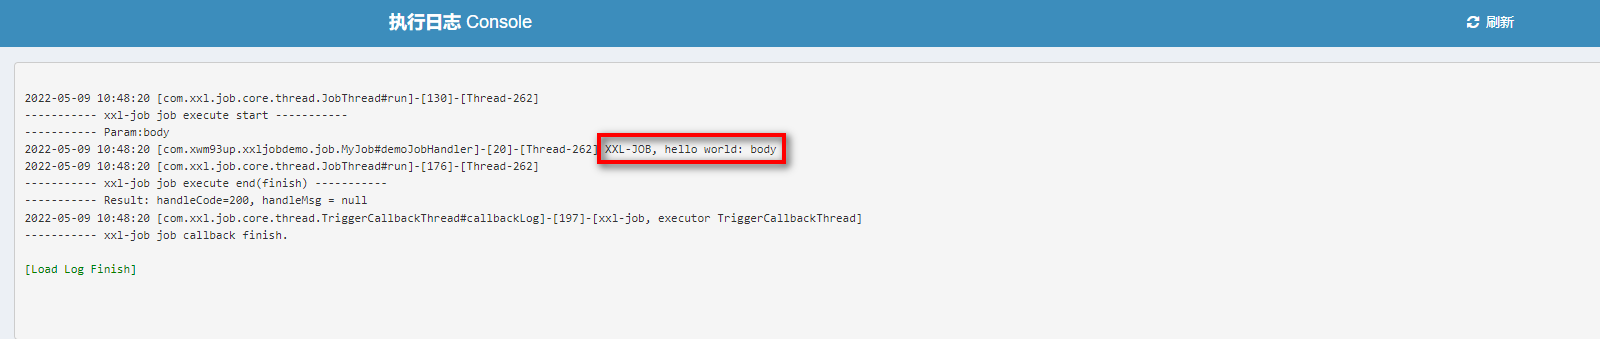 执行日志 Console
刷新
2022-05-09 10:48:20 [com.xxl.job.core.thread.JobThread#run]-[130]-[Thread-262]
----------- xxl-job job execute start -----------
----------- Param:body
2022-05-09 10:48:20 [com.xwm93up.xxljobdemo.job.MyJob#demoJobHandler]-[20]-[Thread-262] XXL-JOB, hello world: body
2022-05-09 10:48:20 [com.xxl.job.core.thread.JobThread#run]-[176]-[Thread-262]
----------- xxl-job job execute end(finish) -----------
----------- Result: handleCode=200, handleMsg = null
2022-05-09 10:48:20 [com.xxl.job.core.thread.TriggerCallbackThread#callbackLog]-[197]-[xxl-job, executor TriggerCallbackThread]
----------- xxl-job job callback finish.
[Load Log Finish]